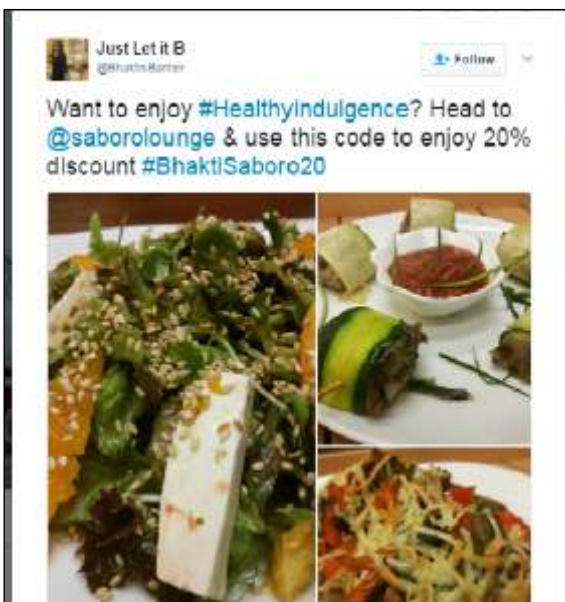 Just Let it B
@BhaktisBanter
Follow
Want to enjoy #HealthyIndulgence? Head to
@saborolounge & use this code to enjoy 20%
discount #BhaktiSaboro20